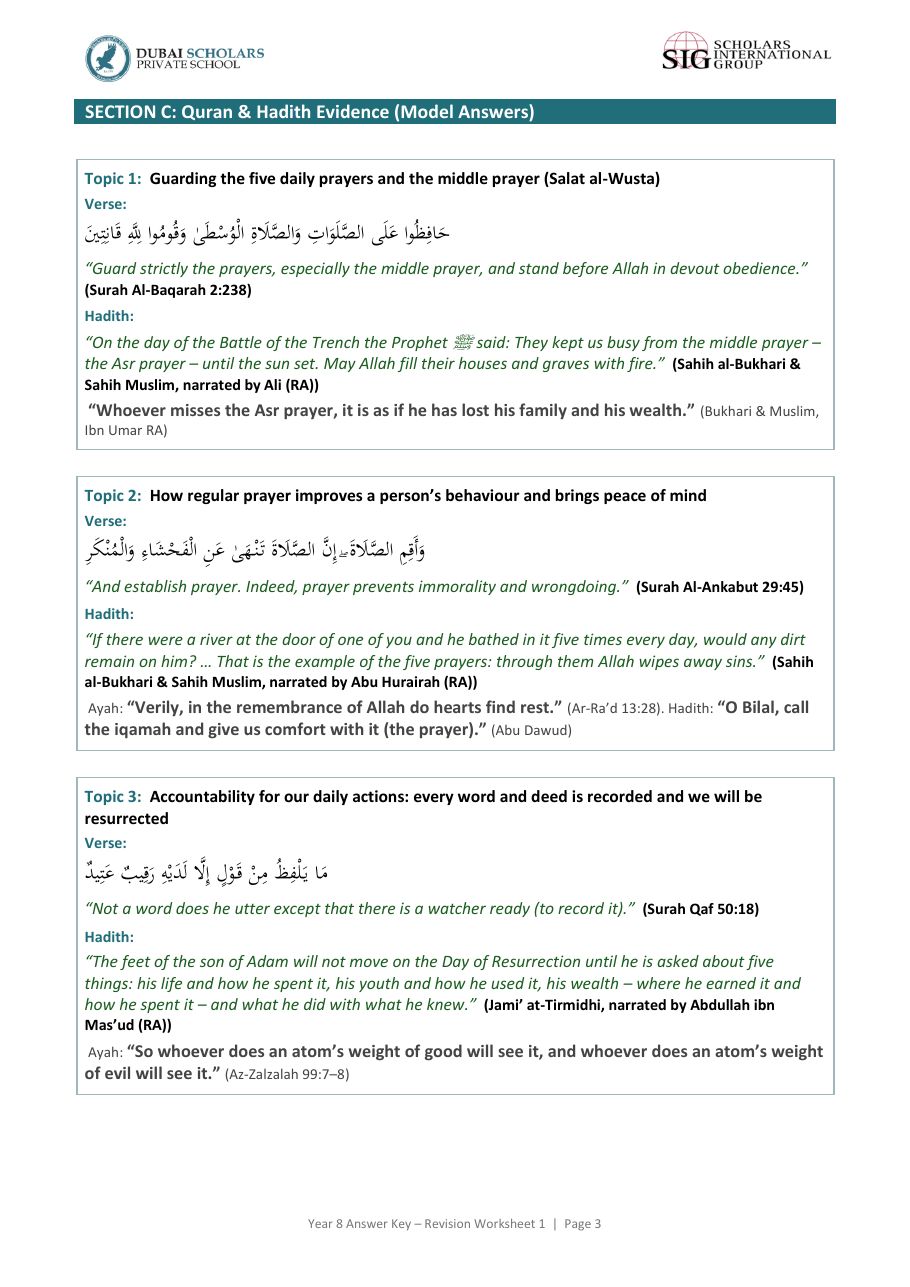 DUBAI SCHOLARS
PRIVATE SCHOOL
SIG
SCHOLARS
INTERNATIONAL
GROUP
SECTION C: Quran & Hadith Evidence (Model Answers)
Topic 1: Guarding the five daily prayers and the middle prayer (Salat al-Wusta)
Verse:
حَافِظُوا عَلَى الصَّلَوَاتِ وَالصَّلَاةِ الْوُسْطَىٰ وَقُومُوا لِلَّهِ قَانِتِينَ
“Guard strictly the prayers, especially the middle prayer, and stand before Allah in devout obedience.”
(Surah Al-Baqarah 2:238)
Hadith:
“On the day of the Battle of the Trench the Prophet ﷺ said: They kept us busy from the middle prayer –
the Asr prayer – until the sun set. May Allah fill their houses and graves with fire.” (Sahih al-Bukhari &
Sahih Muslim, narrated by Ali (RA))
“Whoever misses the Asr prayer, it is as if he has lost his family and his wealth.” (Bukhari & Muslim,
Ibn Umar RA)
Topic 2: How regular prayer improves a person’s behaviour and brings peace of mind
Verse:
وَأَقِمِ الصَّلَاةَ ۖ إِنَّ الصَّلَاةَ تَنْهَىٰ عَنِ الْفَحْشَاءِ وَالْمُنْكَرِ
“And establish prayer. Indeed, prayer prevents immorality and wrongdoing.” (Surah Al-Ankabut 29:45)
Hadith:
“If there were a river at the door of one of you and he bathed in it five times every day, would any dirt
remain on him? … That is the example of the five prayers: through them Allah wipes away sins.” (Sahih
al-Bukhari & Sahih Muslim, narrated by Abu Hurairah (RA))
Ayah: “Verily, in the remembrance of Allah do hearts find rest.” (Ar-Ra’d 13:28). Hadith: “O Bilal, call
the iqamah and give us comfort with it (the prayer).” (Abu Dawud)
Topic 3: Accountability for our daily actions: every word and deed is recorded and we will be
resurrected
Verse:
مَا يَلْفِظُ مِنْ قَوْلٍ إِلَّا لَدَيْهِ رَقِيبٌ عَتِيدٌ
“Not a word does he utter except that there is a watcher ready (to record it).” (Surah Qaf 50:18)
Hadith:
“The feet of the son of Adam will not move on the Day of Resurrection until he is asked about five
things: his life and how he spent it, his youth and how he used it, his wealth – where he earned it and
how he spent it – and what he did with what he knew.” (Jami’ at-Tirmidhi, narrated by Abdullah ibn
Mas’ud (RA))
Ayah: “So whoever does an atom’s weight of good will see it, and whoever does an atom’s weight
of evil will see it.” (Az-Zalzalah 99:7–8)
Year 8 Answer Key – Revision Worksheet 1 | Page 3